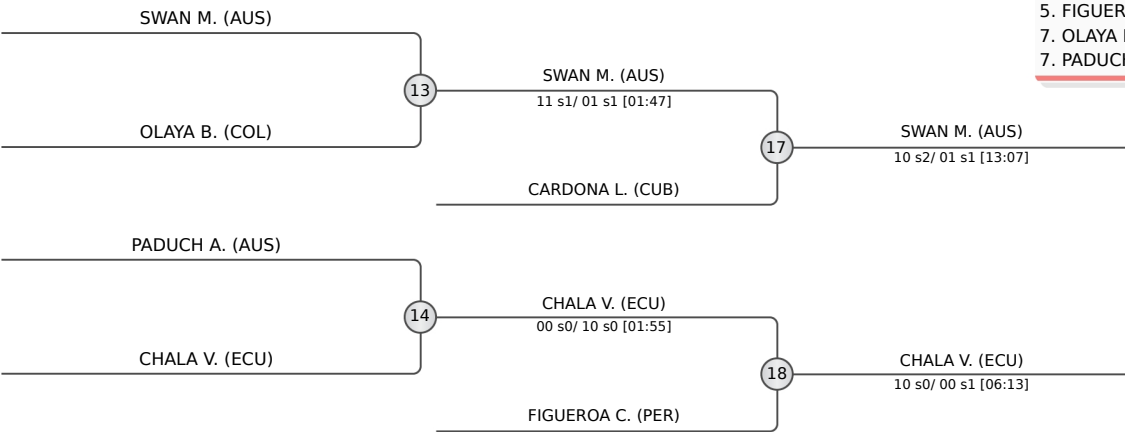 SWAN M. (AUS)
OLAYA B. (COL)
13
SWAN M. (AUS)
11 s1/ 01 s1 [01:47]
CARDONA L. (CUB)
17
SWAN M. (AUS)
10 s2/ 01 s1 [13:07]
PADUCH A. (AUS)
CHALA V. (ECU)
14
CHALA V. (ECU)
00 s0/ 10 s0 [01:55]
FIGUEROA C. (PER)
18
CHALA V. (ECU)
10 s0/ 00 s1 [06:13]
5. FIGUER
7. OLAYA
7. PADUCH